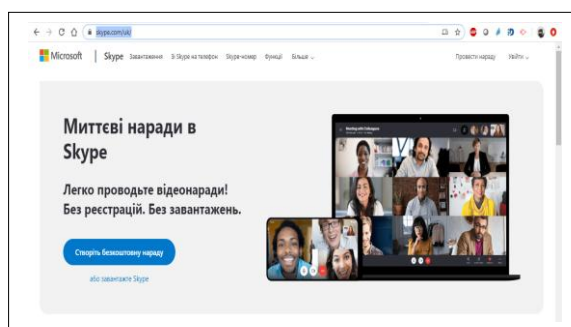 skype.com/uk/
Microsoft | Skype Завантаження Зі Skype на телефон Skype-номер Функції Більше Провести нараду Увійти
Миттєві наради в
Skype
Легко проводьте відеонаради!
Без реєстрацій. Без завантажень.
Створіть безкоштовну нараду
або завантажте Skype
Meeting with Colleagues